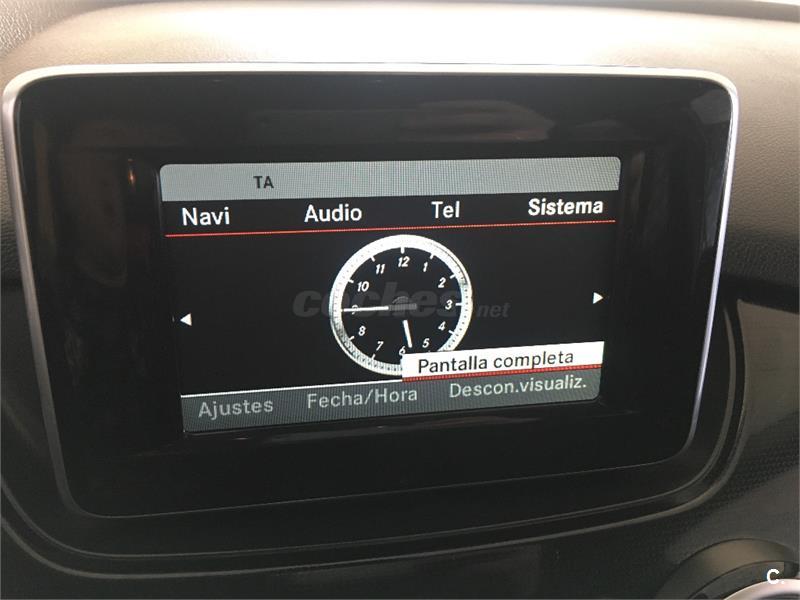 TA
Navi Audio Tel Sistema
12
11 1
10 2
9 3
8
7 5
6
coches.net
Pantalla completa
Ajustes Fecha/Hora Descon.visualiz.
C.